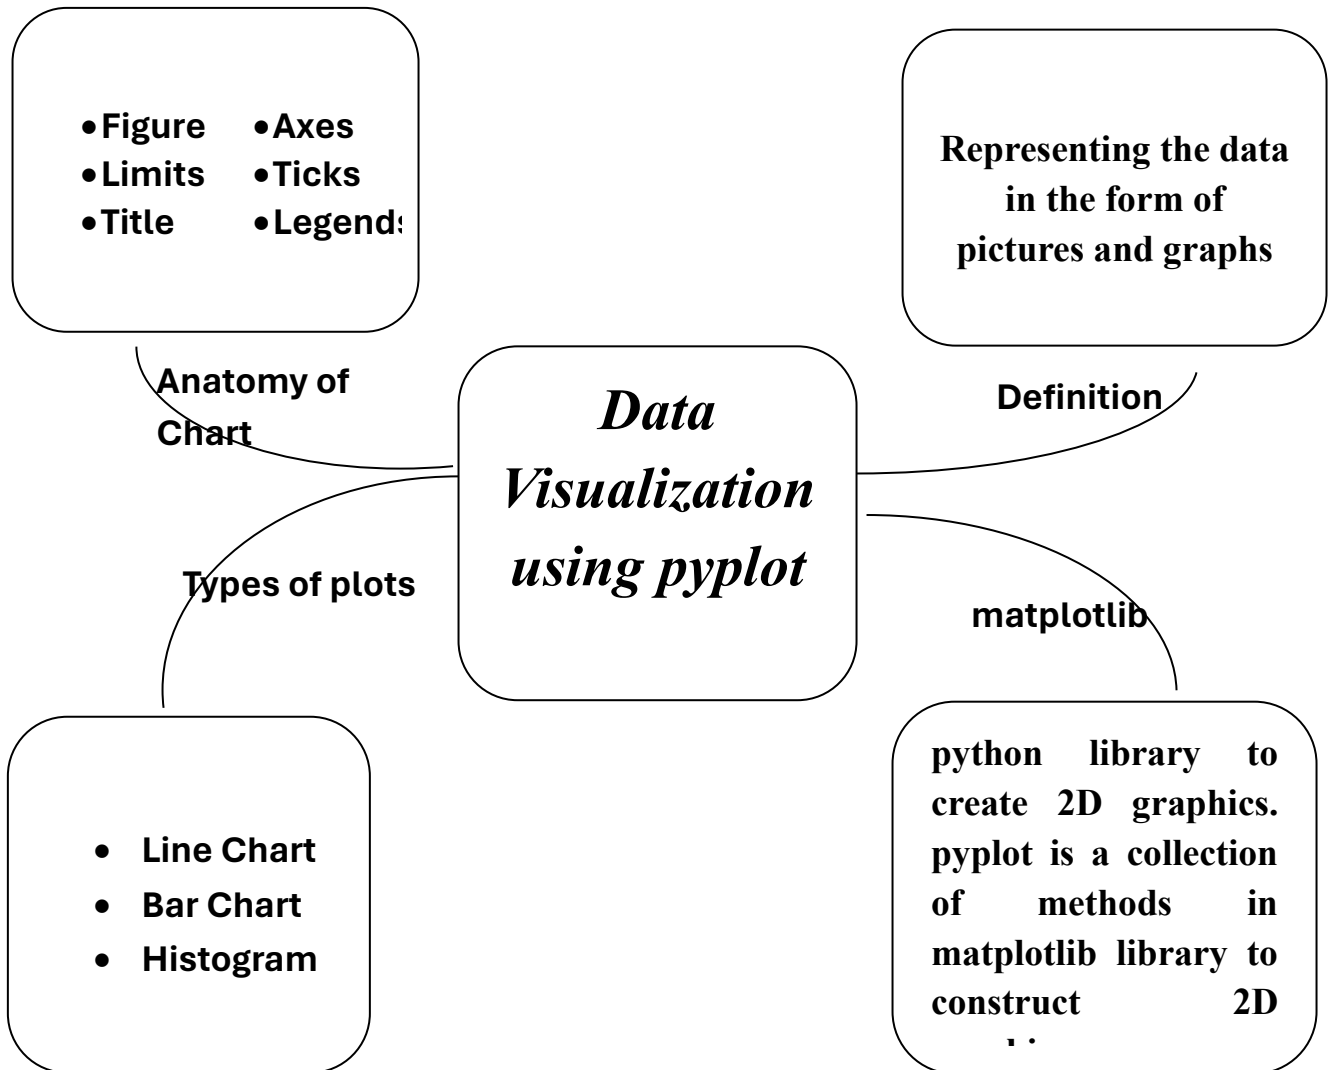 •Figure •Axes
•Limits •Ticks
•Title •Legends
Representing the data
in the form of
pictures and graphs
Anatomy of
Chart
Definition
Data
Visualization
using pyplot
Types of plots
matplotlib
• Line Chart
• Bar Chart
• Histogram
python library to
create 2D graphics.
pyplot is a collection
of methods in
matplotlib library to
construct 2D